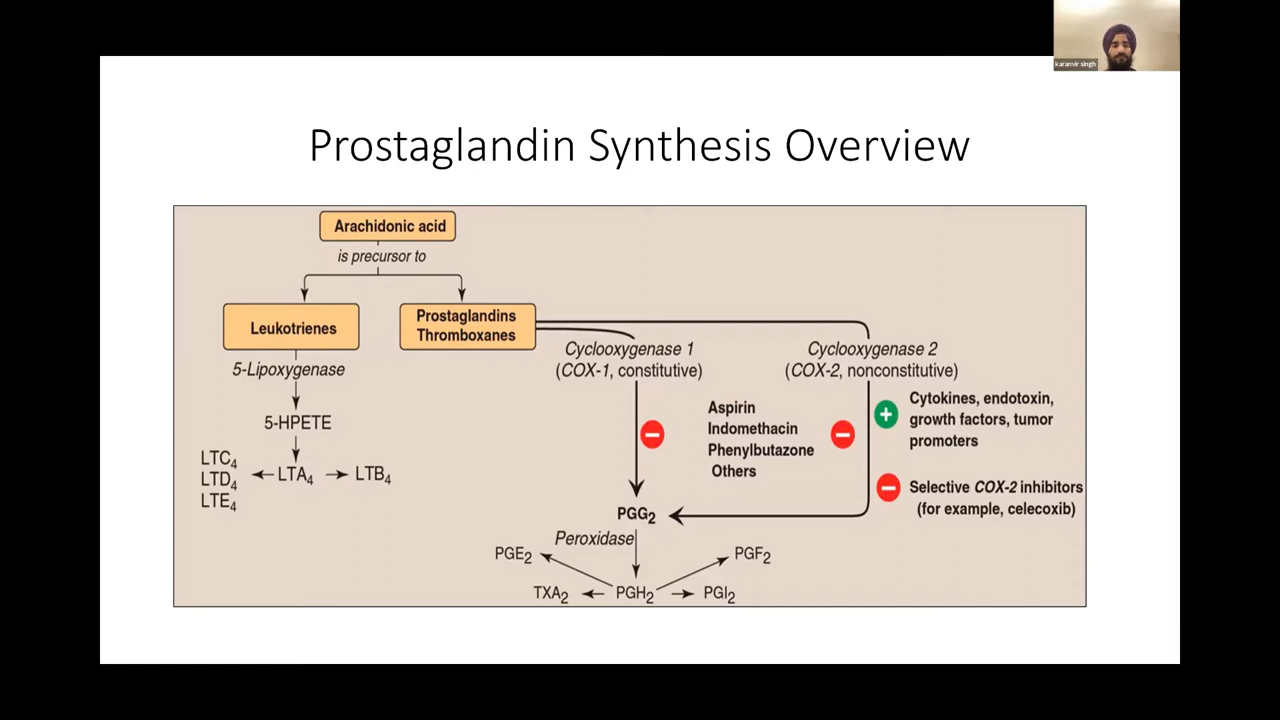 karanvir singh
Prostaglandin Synthesis Overview
Arachidonic acid
is precursor to
Leukotrienes
Prostaglandins
Thromboxanes
5-Lipoxygenase
5-HPETE
LTC4
LTD4
LTE4
LTA4
LTB4
Cyclooxygenase 1
(COX-1, constitutive)
Cyclooxygenase 2
(COX-2, nonconstitutive)
Aspirin
Indomethacin
Phenylbutazone
Others
Cytokines, endotoxin,
growth factors, tumor
promoters
Selective COX-2 inhibitors
(for example, celecoxib)
PGG2
Peroxidase
PGE2
PGF2
TXA2
PGH2
PGI2